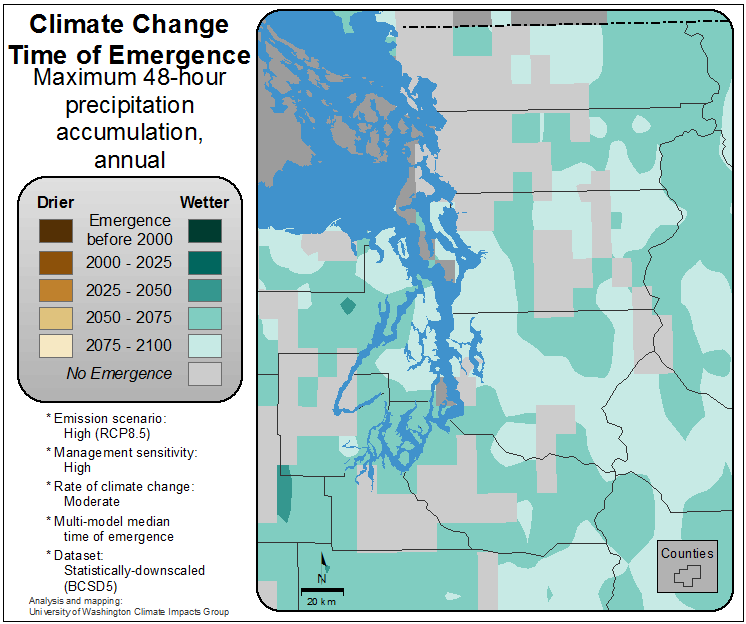 Climate Change
Time of Emergence
Maximum 48-hour
precipitation
accumulation,
annual
Drier
Wetter
Emergence
before 2000
2000 - 2025
2025 - 2050
2050 - 2075
2075 - 2100
No Emergence
* Emission scenario:
High (RCP8.5)
* Management sensitivity:
High
* Rate of climate change:
Moderate
* Multi-model median
time of emergence
* Dataset:
Statistically-downscaled
(BCSD5)
Analysis and mapping:
University of Washington Climate Impacts Group
N
20 km
Counties